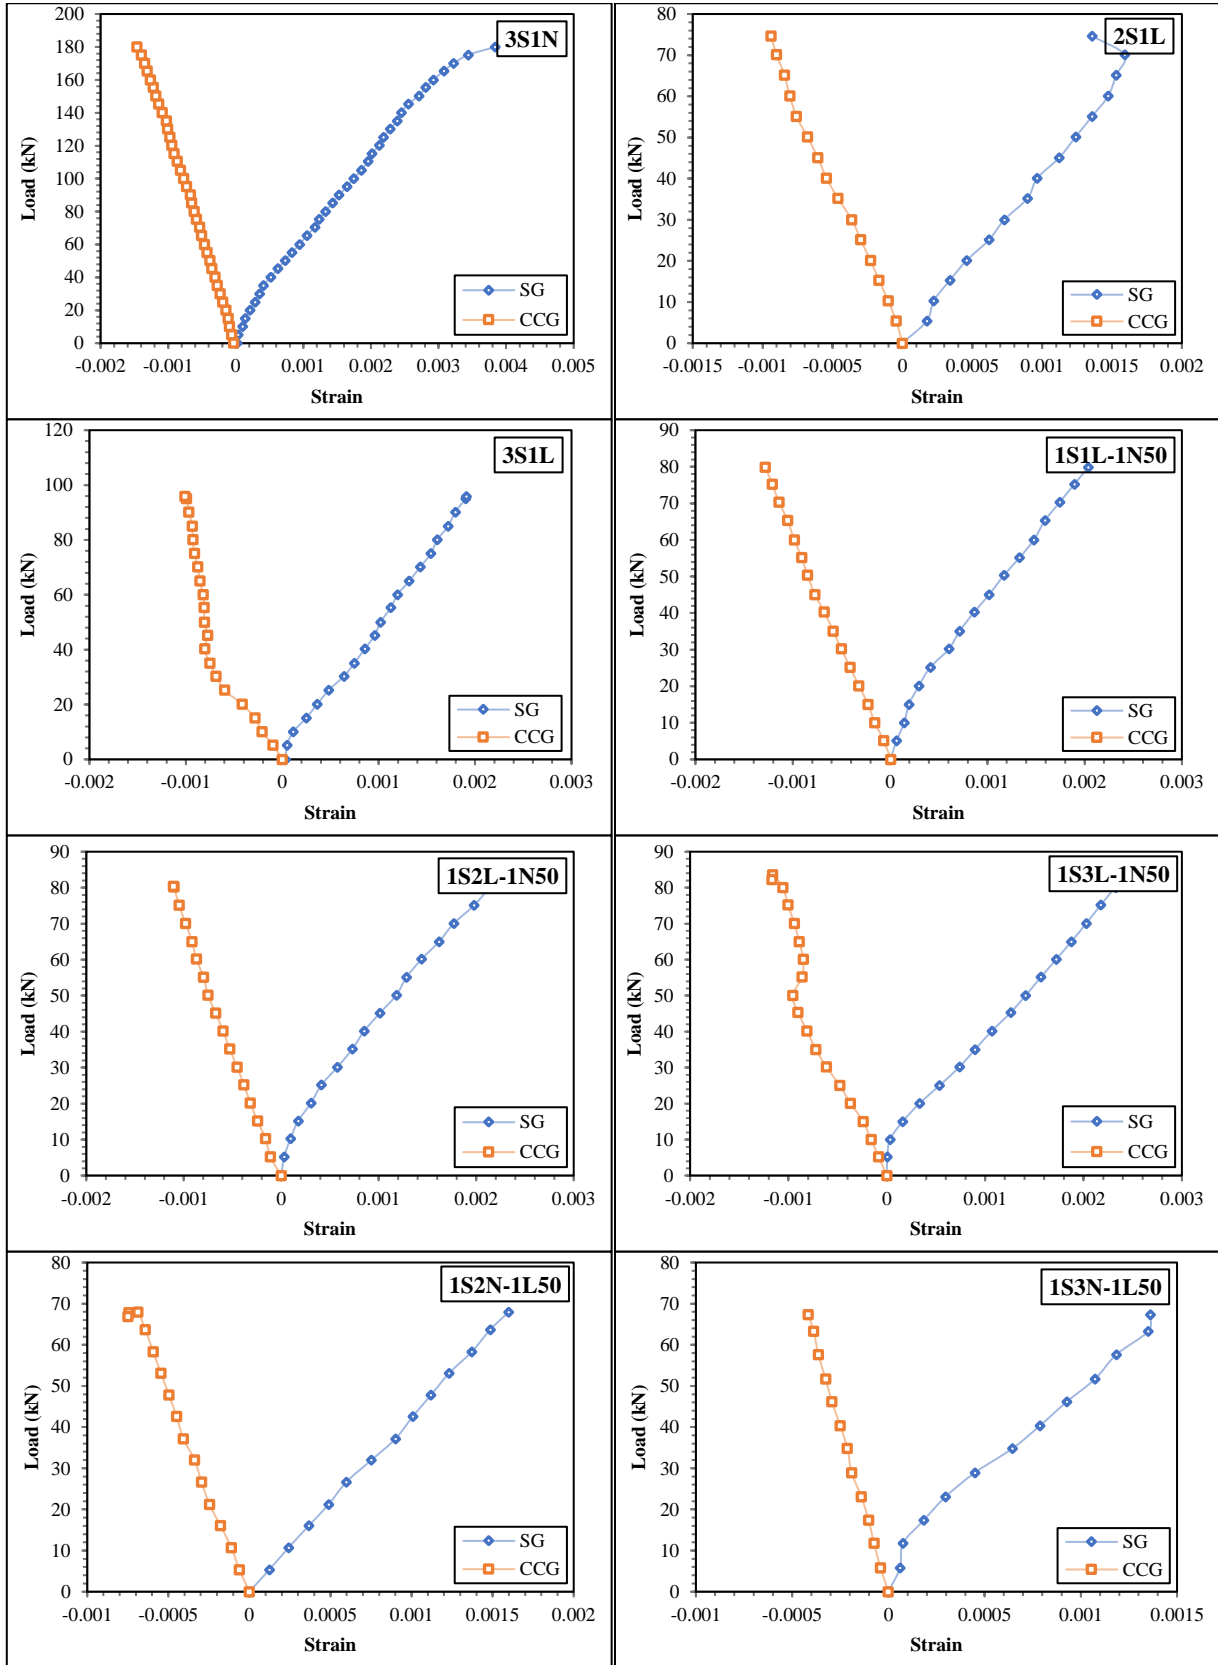 3S1N
200
180
160
140
120
100
80
60
40
20
0
Load (kN)
-0.002 -0.001 0 0.001 0.002 0.003 0.004 0.005
Strain
SG
CCG
2S1L
80
70
60
50
40
30
20
10
0
Load (kN)
-0.0015 -0.001 -0.0005 0 0.0005 0.001 0.0015 0.002
Strain
SG
CCG
3S1L
120
100
80
60
40
20
0
Load (kN)
-0.002 -0.001 0 0.001 0.002 0.003
Strain
SG
CCG
1S1L-1N50
90
80
70
60
50
40
30
20
10
0
Load (kN)
-0.002 -0.001 0 0.001 0.002 0.003
Strain
SG
CCG
1S2L-1N50
90
80
70
60
50
40
30
20
10
0
Load (kN)
-0.002 -0.001 0 0.001 0.002 0.003
Strain
SG
CCG
1S3L-1N50
90
80
70
60
50
40
30
20
10
0
Load (kN)
-0.002 -0.001 0 0.001 0.002 0.003
Strain
SG
CCG
1S2N-1L50
80
70
60
50
40
30
20
10
0
Load (kN)
-0.001 -0.0005 0 0.0005 0.001 0.0015 0.002
Strain
SG
CCG
1S3N-1L50
80
70
60
50
40
30
20
10
0
Load (kN)
-0.001 -0.0005 0 0.0005 0.001 0.0015
Strain
SG
CCG